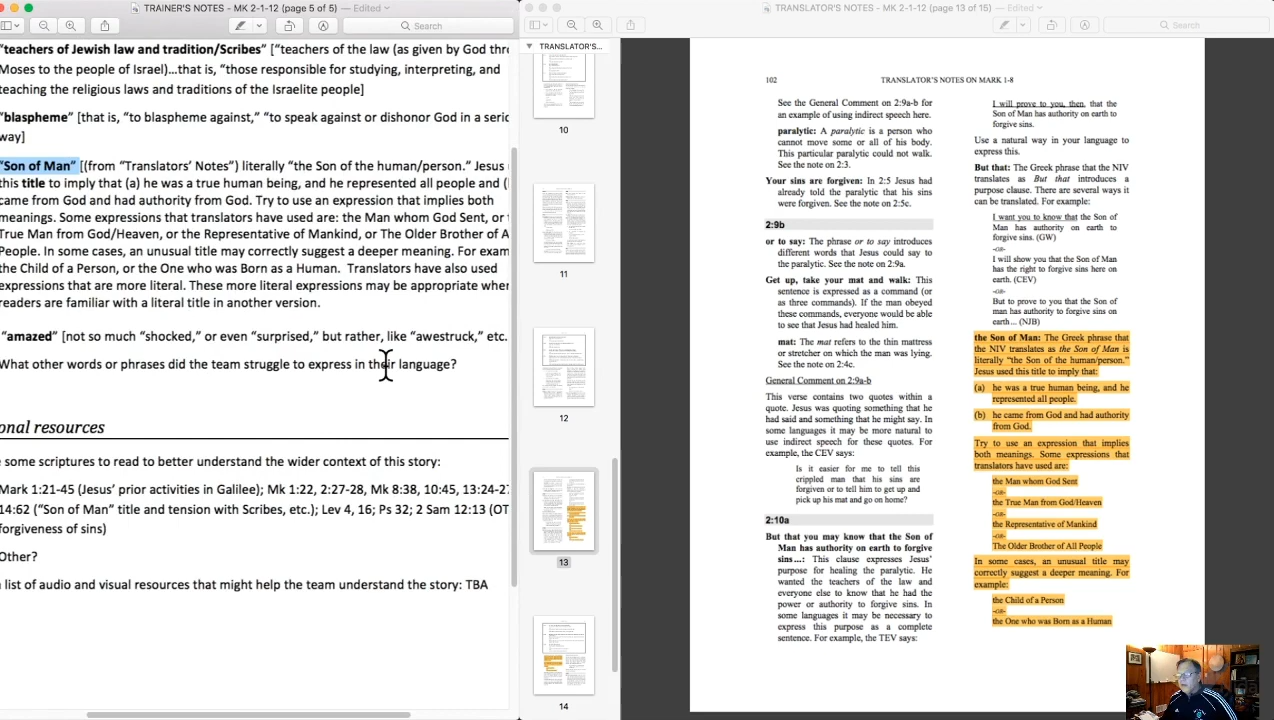 TRAINER'S NOTES - MK 2-1-12 (page 5 of 5) — Edited
Search
"teachers of Jewish law and tradition/Scribes" ["teachers of the law (as given by God thr
Moses to the people of Israel)…that is, "those responsible for studying, interpreting, and
teaching the religious laws and traditions of the Israelite people]
"blaspheme" [that is, "to blaspheme against," "to speak against or dishonor God in a serio
way]
"Son of Man" [(from "Translators' Notes") literally "the Son of the human/person." Jesus
this title to imply that (a) he was a true human being, and he represented all people and (
came from God and had authority from God. Try to use an expression that implies both
meanings. Some expressions that translators have used are: the Man whom God Sent, or t
True Man from God/Heaven, or the Representative of Mankind, or The Older Brother of A
People. In some cases, an unusual title may correctly suggest a deeper meaning. For exam
the Child of a Person, or the One who was Born as a Human. Translators have also used
expressions that are more literal. These more literal expressions may be appropriate wher
readers are familiar with a literal title in another version.
"amazed" [not so much "shocked," or even "surprised," but rather, like "awestruck," etc.
What other words or phrases did the team struggle to express in their language?
onal resources
some scriptures to read to better understand the wider context of this story:
Mark 1:21-45 (Jesus' prior activities in Galilee); Mk 1:22, 2:27-28, Mk 8:38, 10:45, 13:24-27
14:62 ("Son of Man" title and tension with Scribes, etc.); Lev 4, 16; Ps 32; 2 Sam 12:13 (OT
forgiveness of sins)
Other?
list of audio and visual resources that might help the team understand the story: TBA
TRANSLATOR'S NOTES - MK 2-1-12 (page 13 of 15) — Edited
Search
TRANSLATOR'S...
10
11
12
13
14
102
TRANSLATOR'S NOTES ON MARK 1-8
See the General Comment on 2:9a-b for
an example of using indirect speech here.
paralytic: A paralytic is a person who
cannot move some or all of his body.
This particular paralytic could not walk.
See the note on 2:3.
Your sins are forgiven: In 2:5 Jesus had
already told the paralytic that his sins
were forgiven. See the note on 2:5c.
2:9b
or to say: The phrase or to say introduces
different words that Jesus could say to
the paralytic. See the note on 2:9a.
Get up, take your mat and walk: This
sentence is expressed as a command (or
as three commands). If the man obeyed
these commands, everyone would be able
to see that Jesus had healed him.
mat: The mat refers to the thin mattress
or stretcher on which the man was lying.
See the note on 2:4c.
General Comment on 2:9a-b
This verse contains two quotes within a
quote. Jesus was quoting something that he
had said and something that he might say. In
some languages it may be more natural to
use indirect speech for these quotes. For
example, the CEV says:
Is it easier for me to tell this
crippled man that his sins are
forgiven or to tell him to get up and
pick up his mat and go on home?
2:10a
But that you may know that the Son of
Man has authority on earth to forgive
sins…: This clause expresses Jesus'
purpose for healing the paralytic. He
wanted the teachers of the law and
everyone else to know that he had the
power or authority to forgive sins. In
some languages it may be necessary to
express this purpose as a complete
sentence. For example, the TEV says:
I will prove to you, then, that the
Son of Man has authority on earth to
forgive sins.
Use a natural way in your language to
express this.
But that: The Greek phrase that the NIV
translates as But that introduces a
purpose clause. There are several ways it
can be translated. For example:
I want you to know that the Son of
Man has authority on earth to
forgive sins. (GW)
-or-
I will show you that the Son of Man
has the right to forgive sins here on
earth. (CEV)
-or-
But to prove to you that the Son of
man has authority to forgive sins on
earth… (NJB)
the Son of Man: The Greek phrase that
the NIV translates as the Son of Man is
literally "the Son of the human/person."
Jesus used this title to imply that:
(a) he was a true human being, and he
represented all people.
(b) he came from God and had authority
from God.
Try to use an expression that implies
both meanings. Some expressions that
translators have used are:
the Man whom God Sent
-or-
the True Man from God/Heaven
-or-
the Representative of Mankind
-or-
The Older Brother of All People
In some cases, an unusual title may
correctly suggest a deeper meaning. For
example:
the Child of a Person
-or-
the One who was Born as a Human